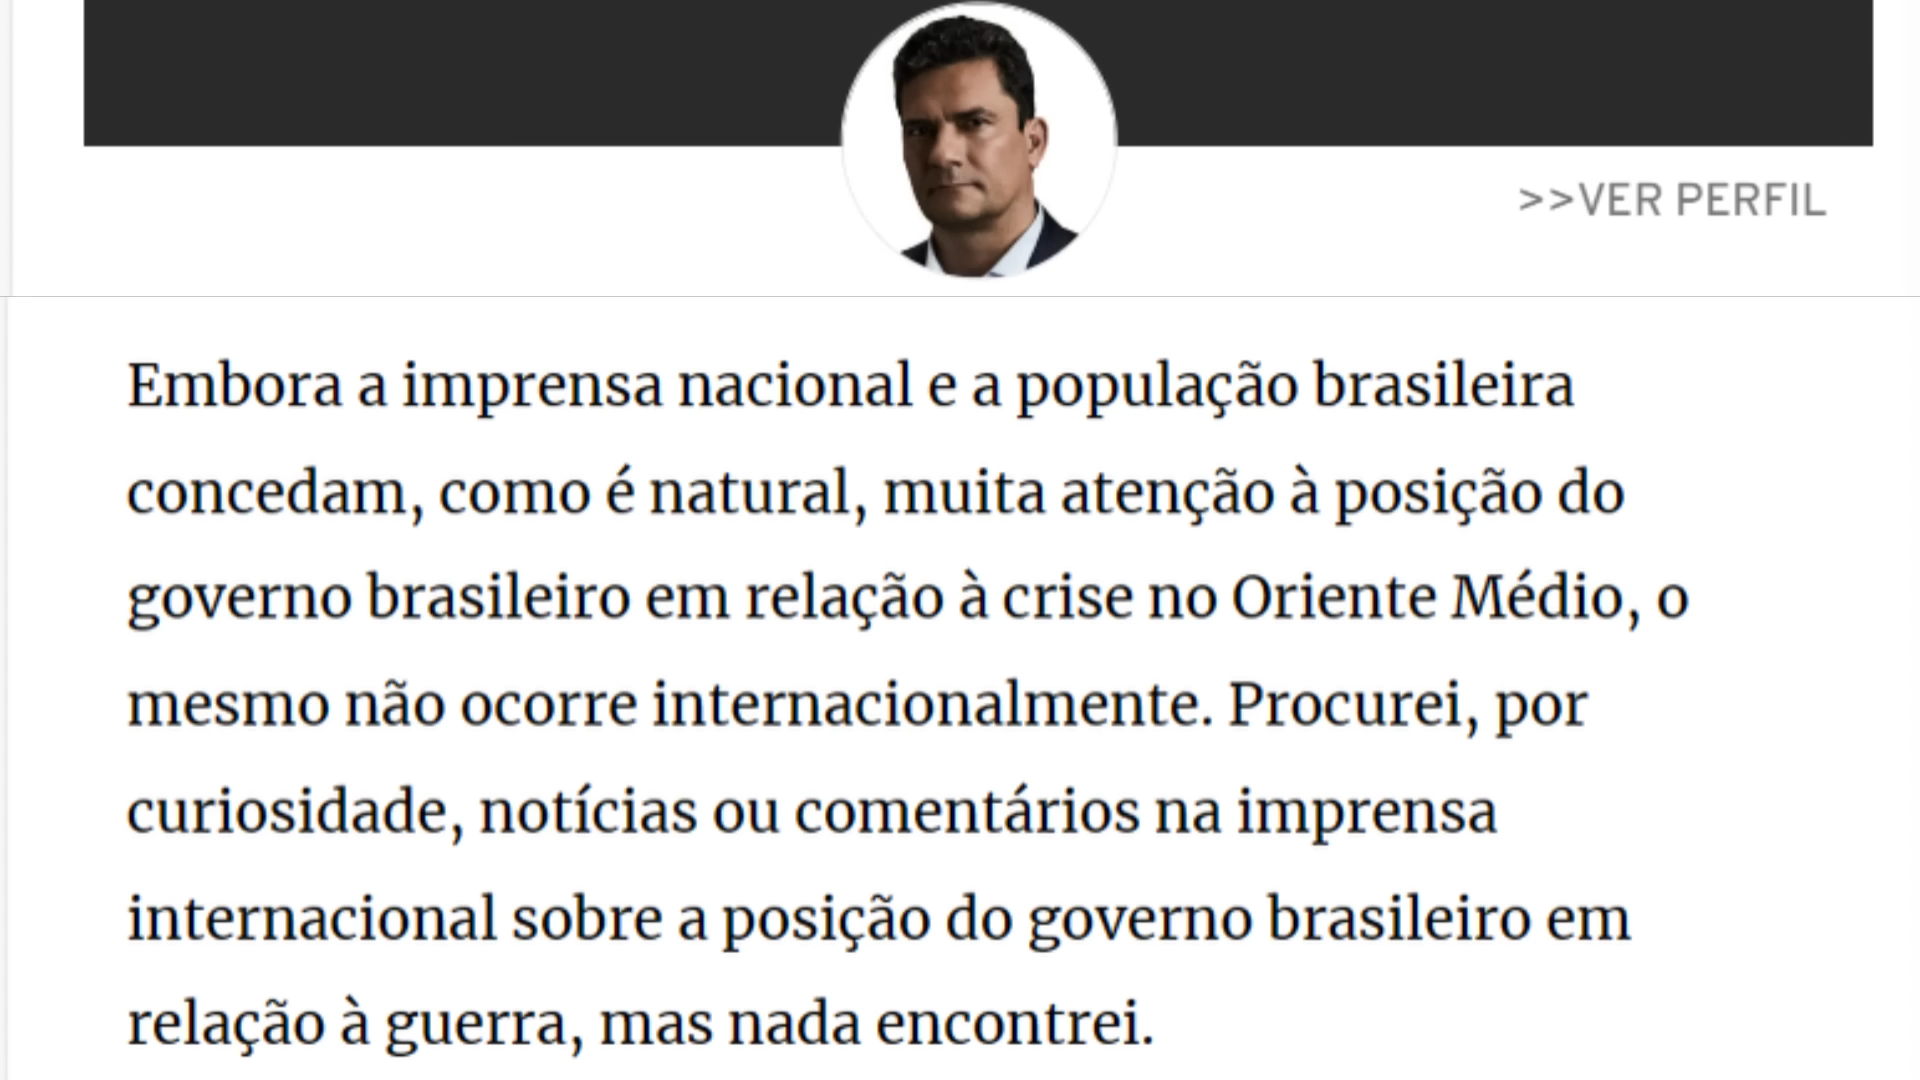 >>VER PERFIL
Embora a imprensa nacional e a população brasileira
concedam, como é natural, muita atenção à posição do
governo brasileiro em relação à crise no Oriente Médio, o
mesmo não ocorre internacionalmente. Procurei, por
curiosidade, notícias ou comentários na imprensa
internacional sobre a posição do governo brasileiro em
relação à guerra, mas nada encontrei.